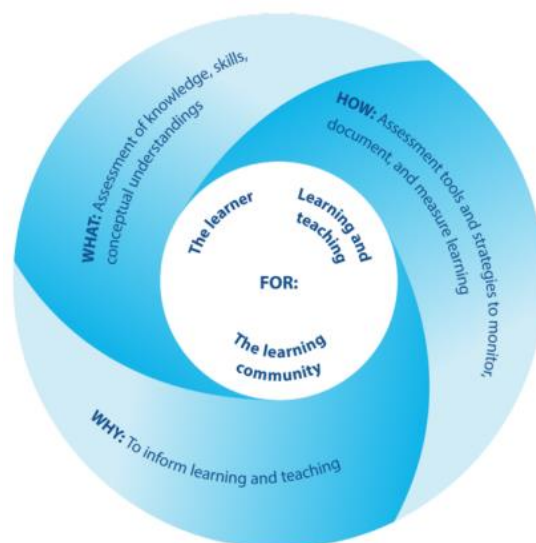 WHAT: Assessment of knowledge, skills,
conceptual understandings
HOW: Assessment tools and strategies to monitor,
document, and measure learning
The learner
Learning and
teaching
FOR:
The learning
community
WHY: To inform learning and teaching